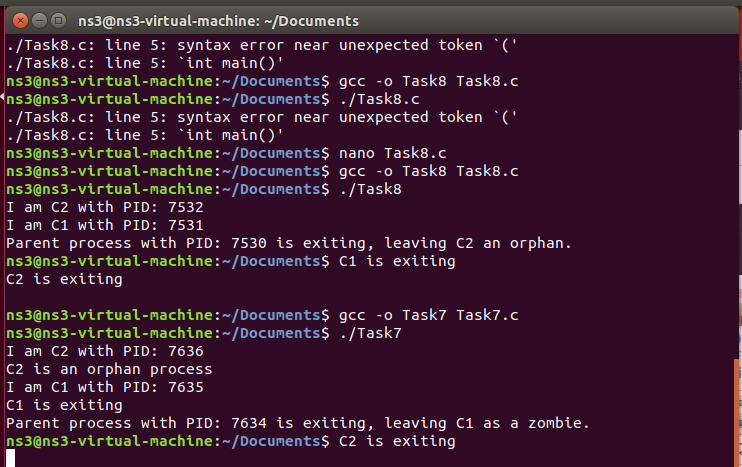 ns3@ns3-virtual-machine: ~/Documents
./Task8.c: line 5: syntax error near unexpected token `('
./Task8.c: line 5: `int main()'
ns3@ns3-virtual-machine:~/Documents$ gcc -o Task8 Task8.c
ns3@ns3-virtual-machine:~/Documents$ ./Task8.c
./Task8.c: line 5: syntax error near unexpected token `('
./Task8.c: line 5: `int main()'
ns3@ns3-virtual-machine:~/Documents$ nano Task8.c
ns3@ns3-virtual-machine:~/Documents$ gcc -o Task8 Task8.c
ns3@ns3-virtual-machine:~/Documents$ ./Task8
I am C2 with PID: 7532
I am C1 with PID: 7531
Parent process with PID: 7530 is exiting, leaving C2 an orphan.
ns3@ns3-virtual-machine:~/Documents$ C1 is exiting
C2 is exiting
ns3@ns3-virtual-machine:~/Documents$ gcc -o Task7 Task7.c
ns3@ns3-virtual-machine:~/Documents$ ./Task7
I am C2 with PID: 7636
C2 is an orphan process
I am C1 with PID: 7635
C1 is exiting
Parent process with PID: 7634 is exiting, leaving C1 as a zombie.
ns3@ns3-virtual-machine:~/Documents$ C2 is exiting